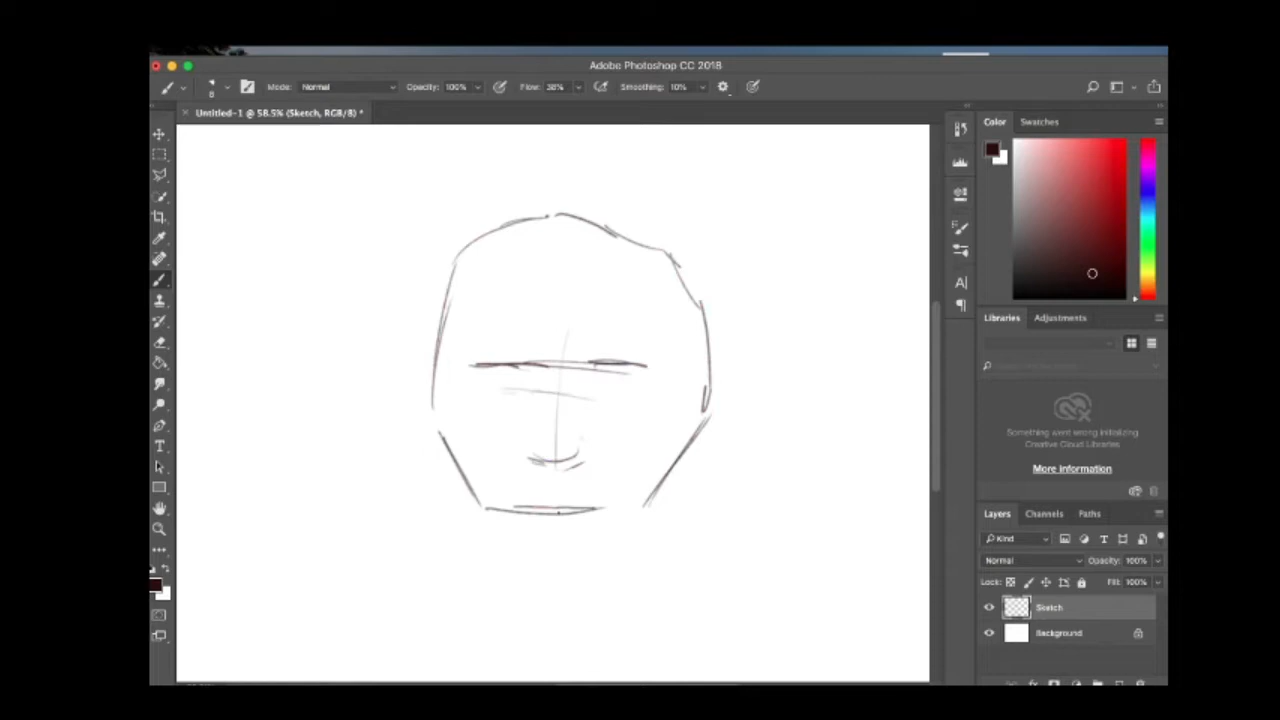 Adobe Photoshop CC 2018
Mode: Normal Opacity: 100% Flow: 38% Smoothing: 10%
Untitled-1 @ 58.5% (Sketch, RGB/8) *
Color Swatches
Libraries Adjustments
Something went wrong initializing
Creative Cloud Libraries
More information
Layers Channels Paths
Kind
Normal Opacity: 100%
Lock: Fill: 100%
Sketch
Background